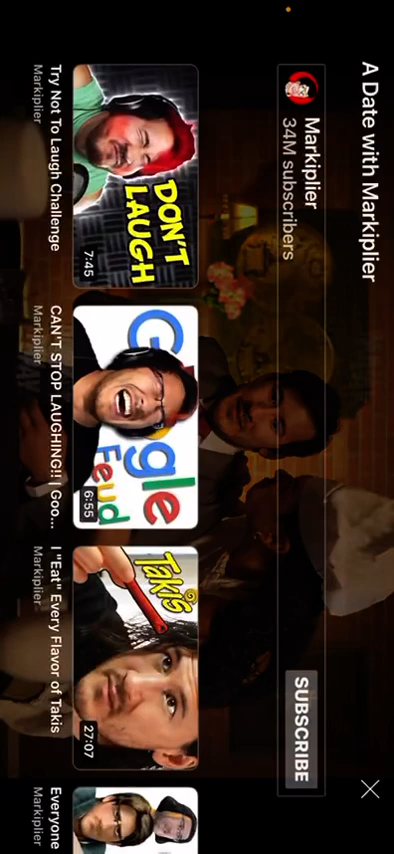 A Date with Markiplier
Markiplier
34M subscribers
SUBSCRIBE
DON'T
LAUGH
7:45
Try Not To Laugh Challenge
Markiplier
Google
Feud
6:55
CAN'T STOP LAUGHING!! | Goo...
Markiplier
TAKIS
27:07
I "Eat" Every Flavor of Takis
Markiplier
Everyone
Markiplier